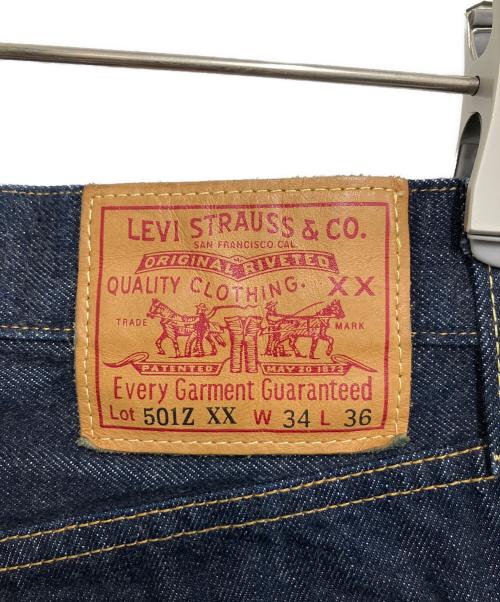 LEVI STRAUSS & CO.
SAN FRANCISCO CAL.
ORIGINAL RIVETED
QUALITY CLOTHING. XX
TRADE MARK
PATENTED MAY 20 1873
Every Garment Guaranteed
Lot 501Z XX W 34 L 36